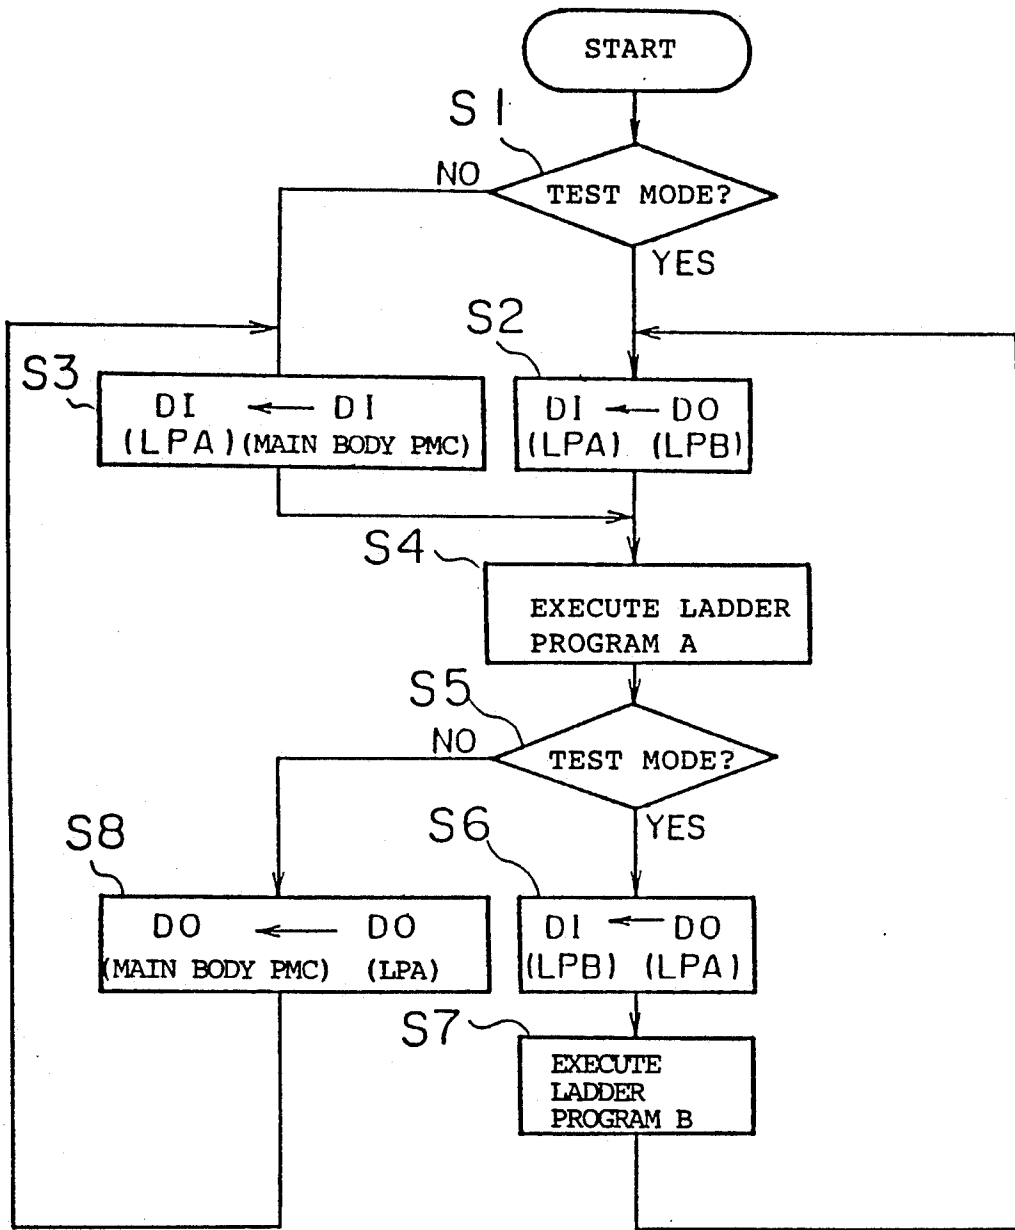 START
S1
NO
TEST MODE?
YES
S2
S3
DI ← DI
(LPA) (MAIN BODY PMC)
DI ← DO
(LPA) (LPB)
S4
EXECUTE LADDER
PROGRAM A
S5
NO
TEST MODE?
YES
S6
S8
DO ← DO
(MAIN BODY PMC) (LPA)
DI ← DO
(LPB) (LPA)
S7
EXECUTE
LADDER
PROGRAM B